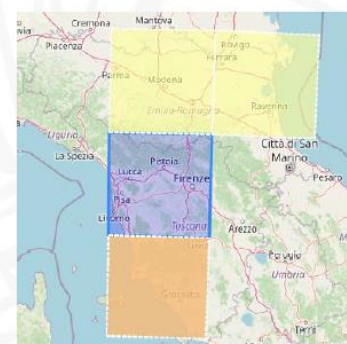 Cremona
Mantova
Piacenza
Rovigo
Ferrara
Parma
Modena
Emilia-Romagna
Ravenna
Liguria
La Spezia
Pistoia
Città di San
Marino
Lucca
Firenze
Pesaro
Pisa
Livorno
Toscana
Arezzo
Siena
Perugia
Umbria
Grosseto
Terni